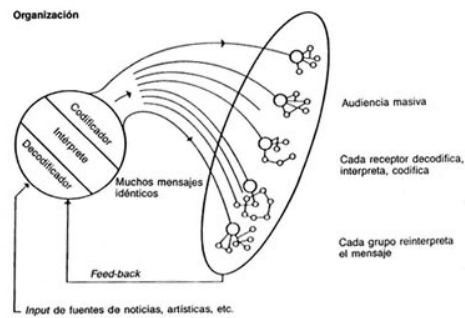 Organización
Codificador
Intérprete
Decodificador
Muchos mensajes
idénticos
Audiencia masiva
Cada receptor decodifica,
interpreta, codifica
Cada grupo reinterpreta
el mensaje
Feed-back
Input de fuentes de noticias, artísticas, etc.